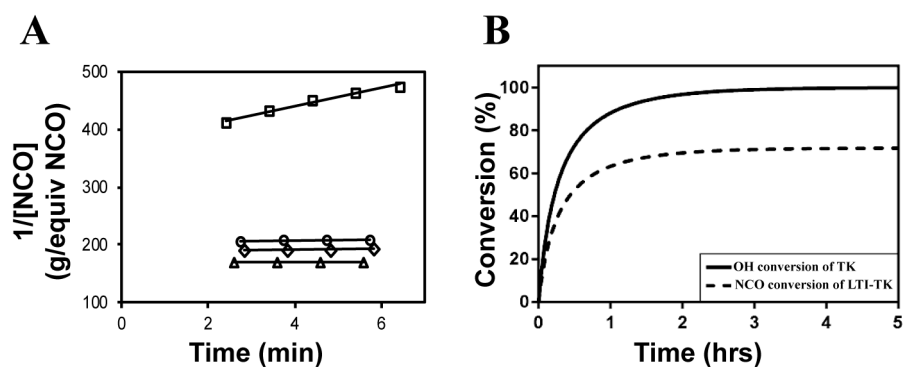 A
1/[NCO]
(g/equiv NCO)
500
400
300
200
100
0
2
4
6
Time (min)
B
Conversion (%)
120
100
80
60
40
20
0
OH conversion of TK
NCO conversion of LTI-TK
0
1
2
3
4
5
Time (hrs)